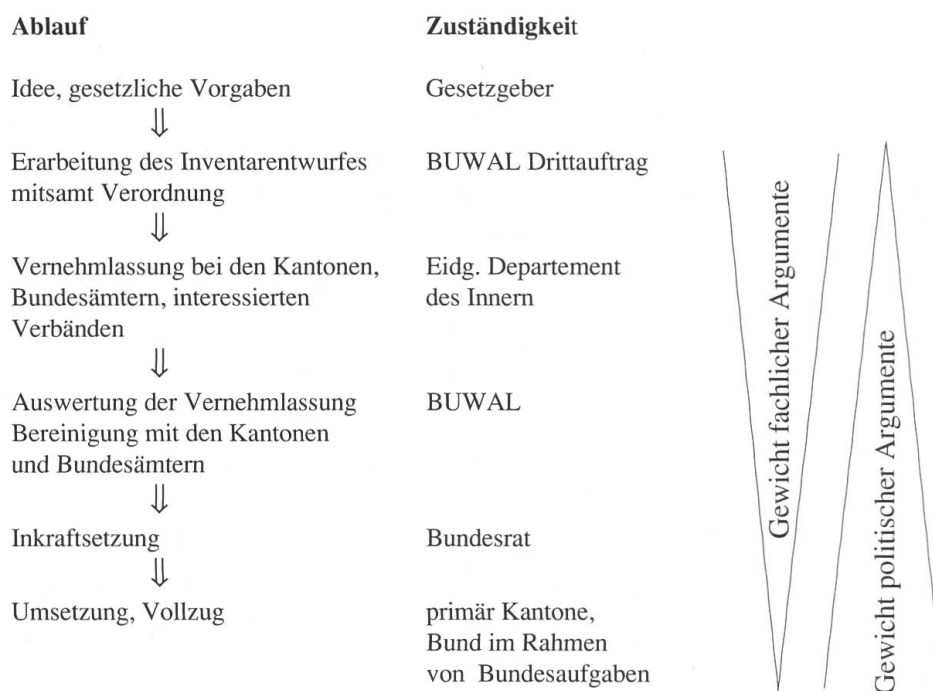 Ablauf
Zuständigkeit
Idee, gesetzliche Vorgaben
Gesetzgeber
⇓
Erarbeitung des Inventarentwurfes
mitsamt Verordnung
BUWAL Drittauftrag
⇓
Vernehmlassung bei den Kantonen,
Bundesämtern, interessierten
Verbänden
Eidg. Departement
des Innern
⇓
Auswertung der Vernehmlassung
Bereinigung mit den Kantonen
und Bundesämtern
BUWAL
⇓
Inkraftsetzung
Bundesrat
⇓
Umsetzung, Vollzug
primär Kantone,
Bund im Rahmen
von Bundesaufgaben
Gewicht fachlicher Argumente
Gewicht politischer Argumente